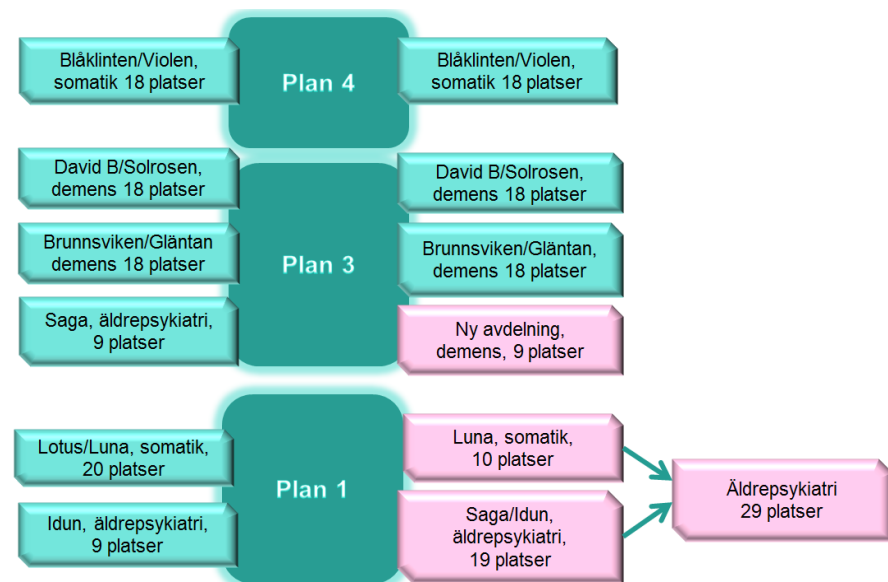 Blåklinten/Violen,
somatik 18 platser
Plan 4
Blåklinten/Violen,
somatik 18 platser
David B/Solrosen,
demens 18 platser
David B/Solrosen,
demens 18 platser
Brunnsviken/Gläntan
demens 18 platser
Plan 3
Brunnsviken/Gläntan,
demens 18 platser
Saga, äldrepsykiatri,
9 platser
Ny avdelning,
demens, 9 platser
Lotus/Luna, somatik,
20 platser
Plan 1
Luna, somatik,
10 platser
Idun, äldrepsykiatri,
9 platser
Saga/Idun,
äldrepsykiatri,
19 platser
Äldrepsykiatri
29 platser